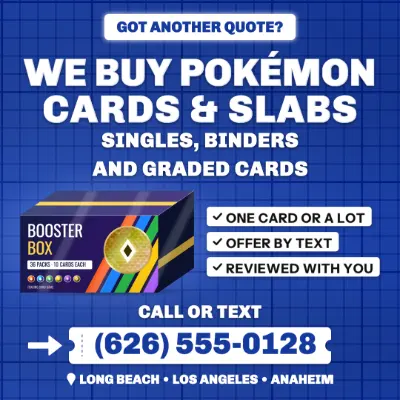 GOT ANOTHER QUOTE?
WE BUY POKÉMON
CARDS & SLABS
SINGLES, BINDERS
AND GRADED CARDS
BOOSTER
BOX
36 PACKS · 10 CARDS EACH
✓ ONE CARD OR A LOT
✓ OFFER BY TEXT
✓ REVIEWED WITH YOU
CALL OR TEXT
(626) 555-0128
LONG BEACH • LOS ANGELES • ANAHEIM